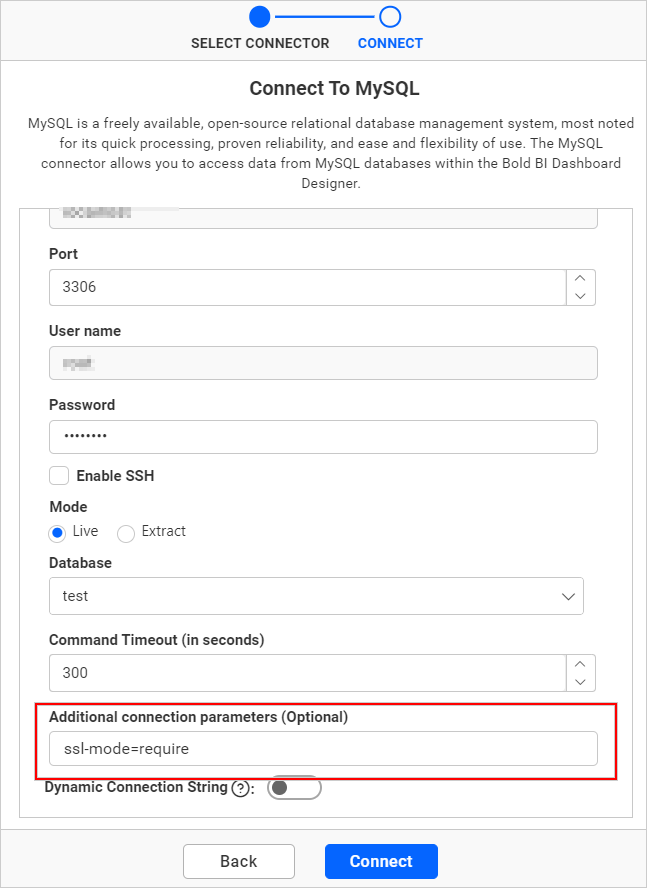 SELECT CONNECTOR CONNECT
Connect To MySQL
MySQL is a freely available, open-source relational database management system, most noted
for its quick processing, proven reliability, and ease and flexibility of use. The MySQL
connector allows you to access data from MySQL databases within the Bold BI Dashboard
Designer.
Port
3306
User name
Password
••••••••
Enable SSH
Mode
Live Extract
Database
test
Command Timeout (in seconds)
300
Additional connection parameters (Optional)
ssl-mode=require
Dynamic Connection String ? :
Back Connect